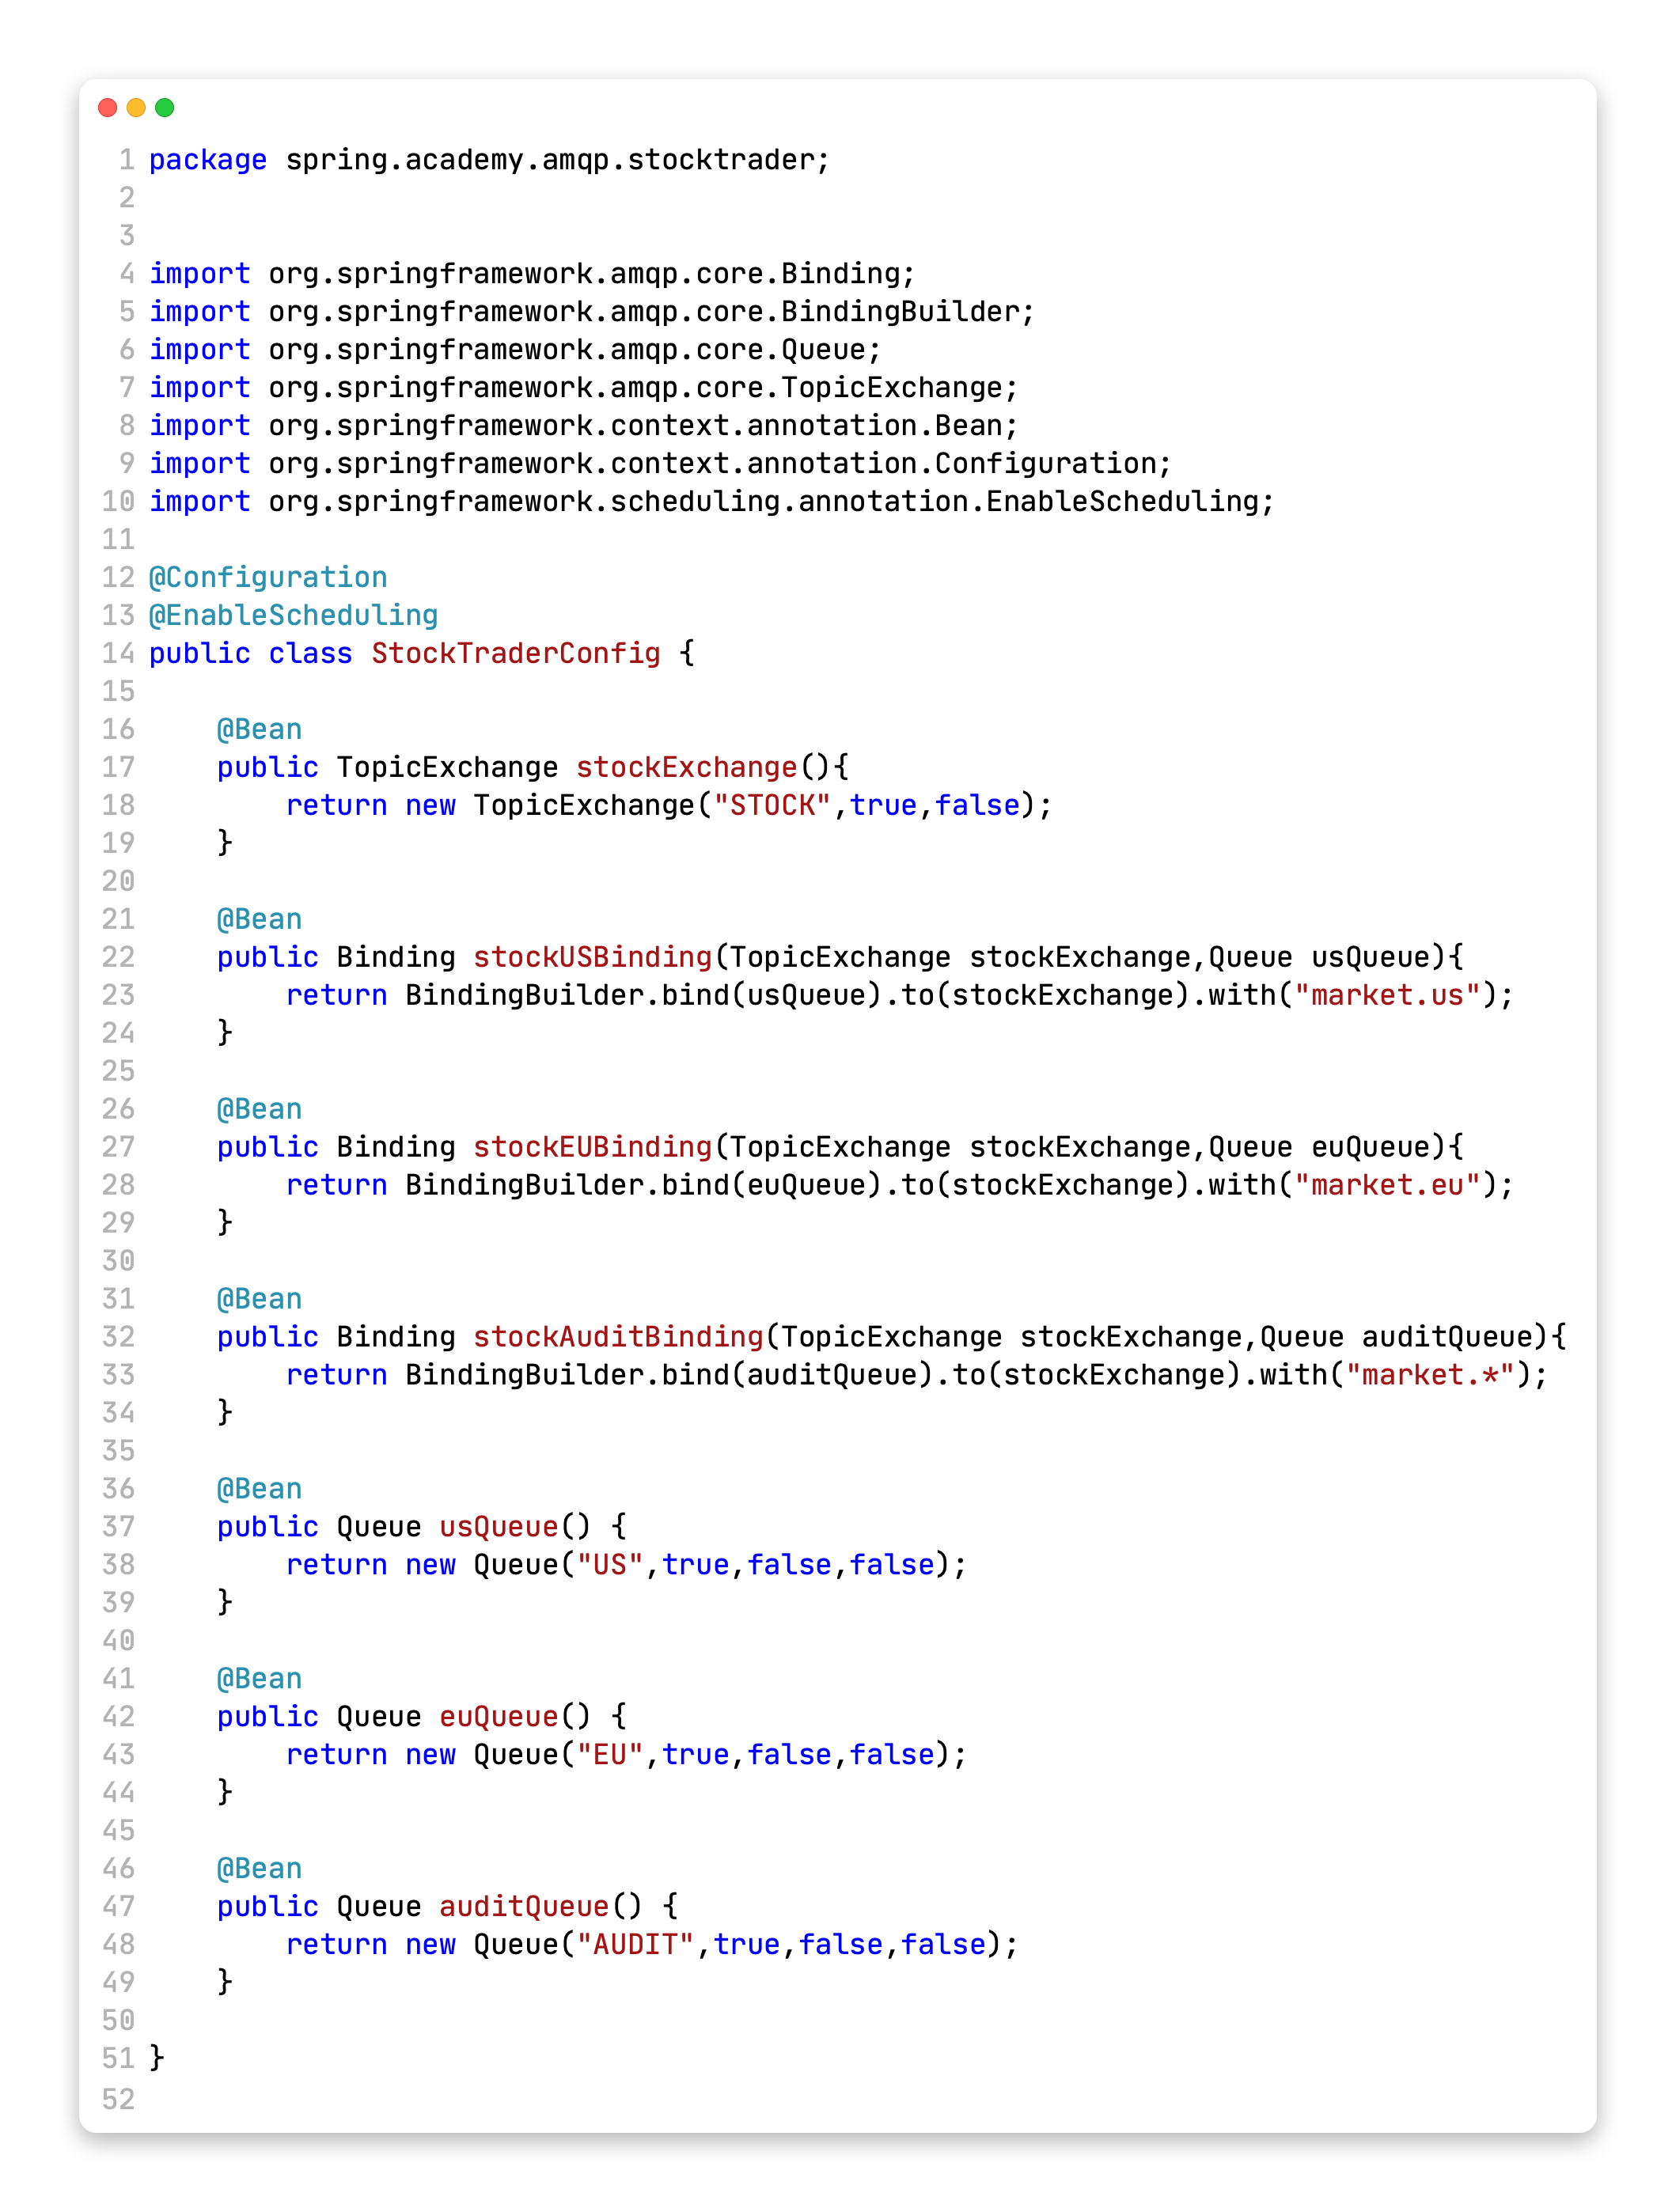 1 package spring.academy.amqp.stocktrader;
2
3
4 import org.springframework.amqp.core.Binding;
5 import org.springframework.amqp.core.BindingBuilder;
6 import org.springframework.amqp.core.Queue;
7 import org.springframework.amqp.core.TopicExchange;
8 import org.springframework.context.annotation.Bean;
9 import org.springframework.context.annotation.Configuration;
10 import org.springframework.scheduling.annotation.EnableScheduling;
11
12 @Configuration
13 @EnableScheduling
14 public class StockTraderConfig {
15
16     @Bean
17     public TopicExchange stockExchange(){
18         return new TopicExchange("STOCK",true,false);
19     }
20
21     @Bean
22     public Binding stockUSBinding(TopicExchange stockExchange,Queue usQueue){
23         return BindingBuilder.bind(usQueue).to(stockExchange).with("market.us");
24     }
25
26     @Bean
27     public Binding stockEUBinding(TopicExchange stockExchange,Queue euQueue){
28         return BindingBuilder.bind(euQueue).to(stockExchange).with("market.eu");
29     }
30
31     @Bean
32     public Binding stockAuditBinding(TopicExchange stockExchange,Queue auditQueue){
33         return BindingBuilder.bind(auditQueue).to(stockExchange).with("market.*");
34     }
35
36     @Bean
37     public Queue usQueue() {
38         return new Queue("US",true,false,false);
39     }
40
41     @Bean
42     public Queue euQueue() {
43         return new Queue("EU",true,false,false);
44     }
45
46     @Bean
47     public Queue auditQueue() {
48         return new Queue("AUDIT",true,false,false);
49     }
50
51 }
52